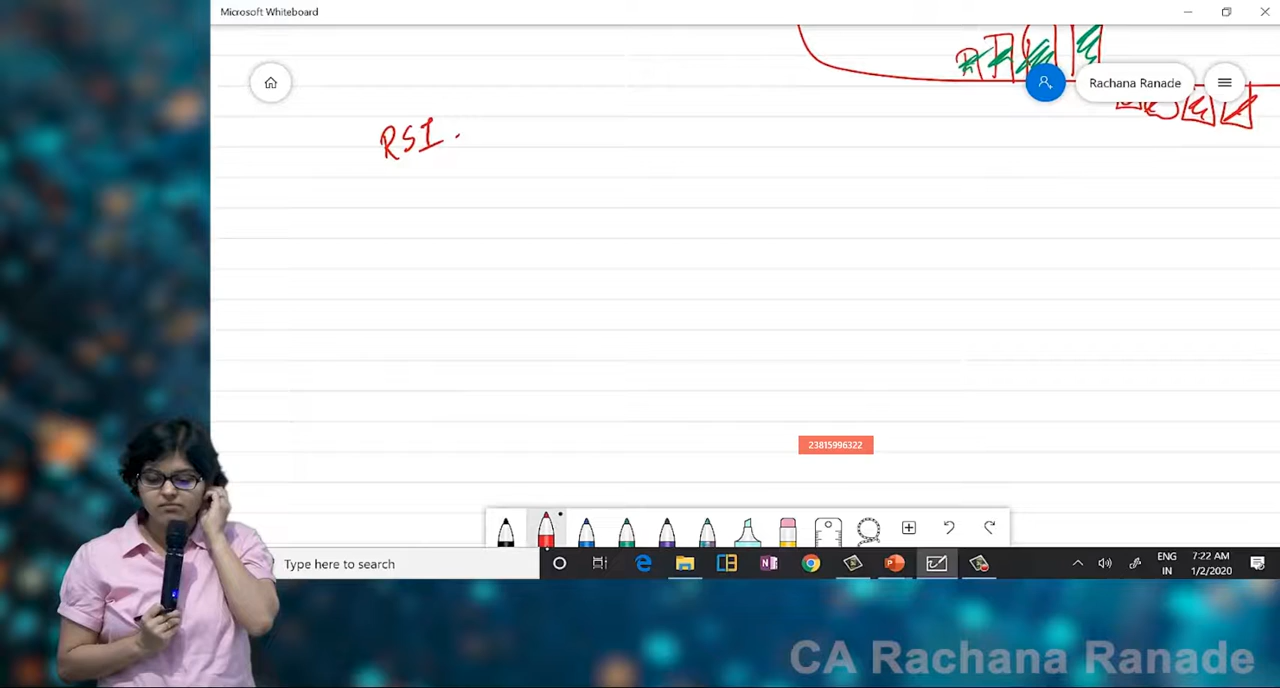 Microsoft Whiteboard
Rachana Ranade
RSI.
23815996322
Type here to search
ENG
IN
7:22 AM
1/2/2020
CA Rachana Ranade